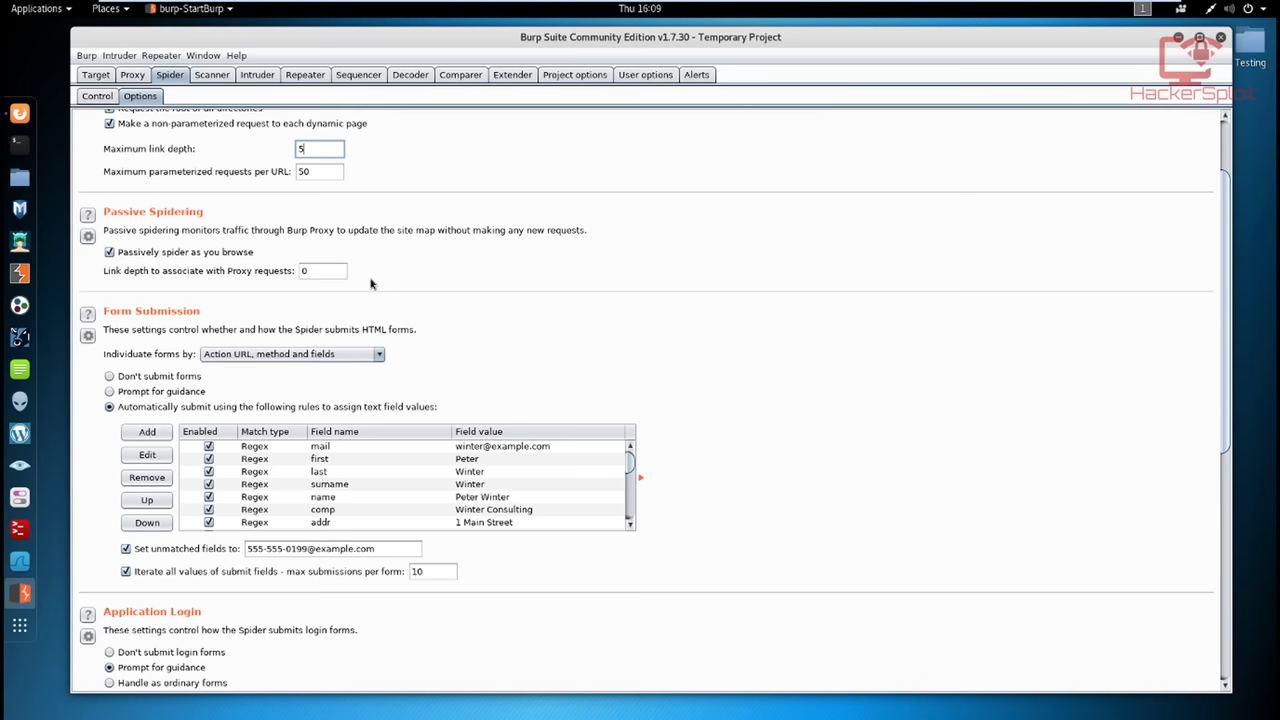 Applications Places burp-StartBurp Thu 16:09 1
Burp Suite Community Edition v1.7.30 - Temporary Project
Burp Intruder Repeater Window Help
Testing
Target Proxy Spider Scanner Intruder Repeater Sequencer Decoder Comparer Extender Project options User options Alerts
HackerSploit
Control Options
Request the root of all directories
Make a non-parameterized request to each dynamic page
Maximum link depth: 5
Maximum parameterized requests per URL: 50
? Passive Spidering
Passive spidering monitors traffic through Burp Proxy to update the site map without making any new requests.
Passively spider as you browse
Link depth to associate with Proxy requests: 0
? Form Submission
These settings control whether and how the Spider submits HTML forms.
Individuate forms by: Action URL, method and fields
Don't submit forms
Prompt for guidance
Automatically submit using the following rules to assign text field values:
Add Enabled Match type Field name Field value
Regex mail winter@example.com
Edit Regex first Peter
Regex last Winter
Remove Regex surname Winter
Up Regex name Peter Winter
Regex comp Winter Consulting
Down Regex addr 1 Main Street
Set unmatched fields to: 555-555-0199@example.com
Iterate all values of submit fields - max submissions per form: 10
? Application Login
These settings control how the Spider submits login forms.
Don't submit login forms
Prompt for guidance
Handle as ordinary forms